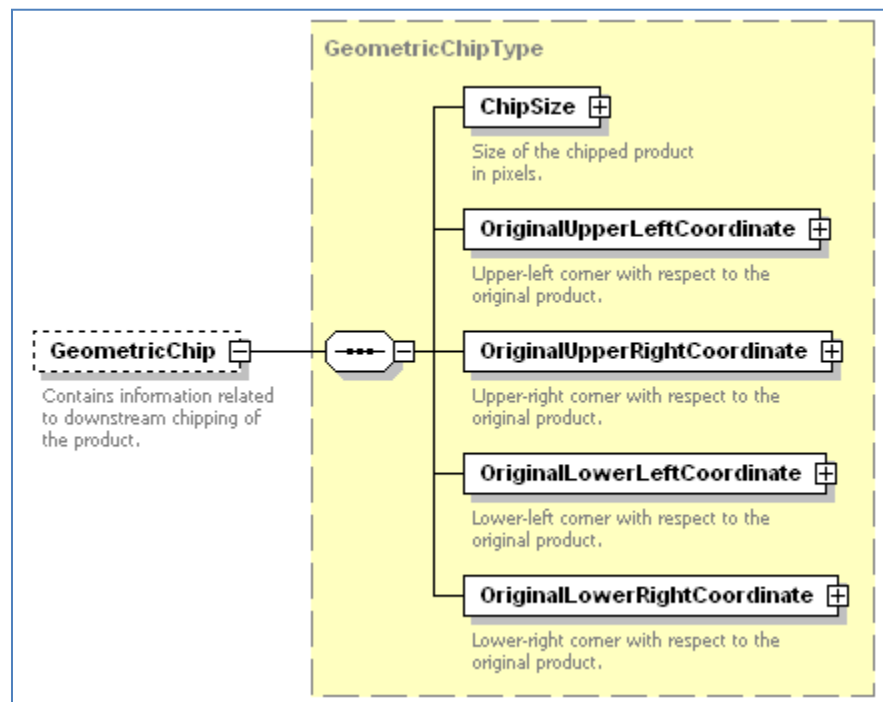 GeometricChipType
ChipSize
Size of the chipped product
in pixels.
OriginalUpperLeftCoordinate
Upper-left corner with respect to the
original product.
GeometricChip
Contains information related
to downstream chipping of
the product.
OriginalUpperRightCoordinate
Upper-right corner with respect to the
original product.
OriginalLowerLeftCoordinate
Lower-left corner with respect to the
original product.
OriginalLowerRightCoordinate
Lower-right corner with respect to the
original product.